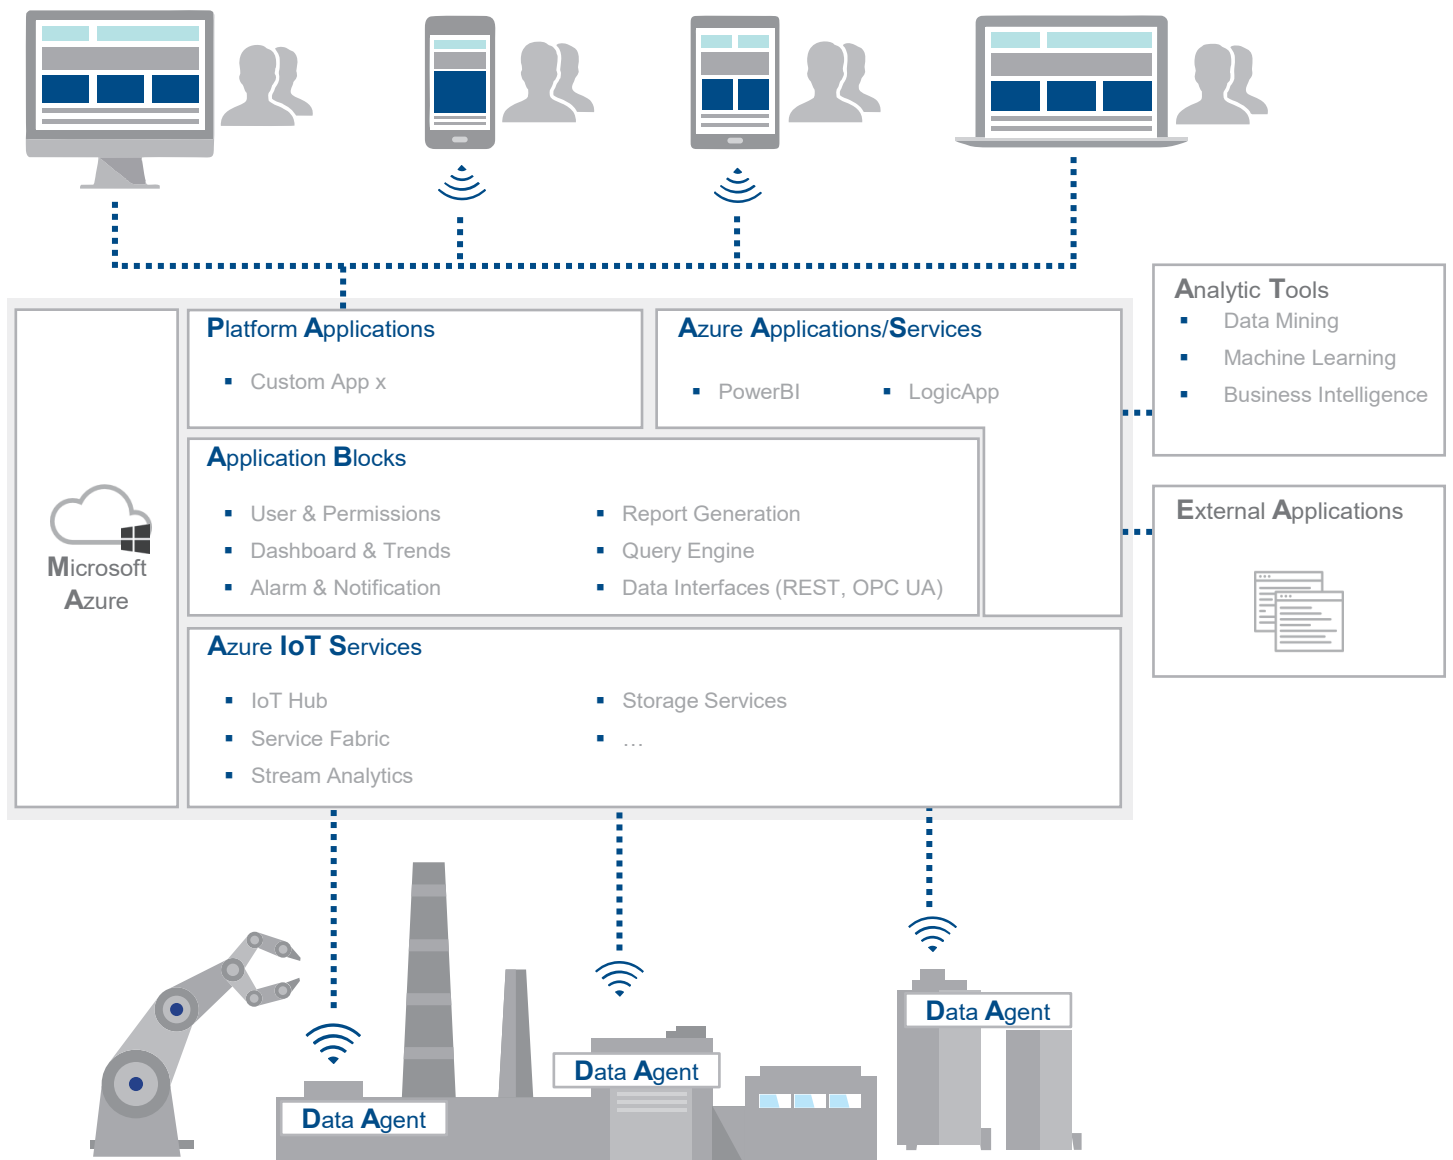 Analytic Tools
▪ Data Mining
▪ Machine Learning
▪ Business Intelligence
Platform Applications
▪ Custom App x
Azure Applications/Services
▪ PowerBI
▪ LogicApp
Application Blocks
▪ User & Permissions
▪ Dashboard & Trends
▪ Alarm & Notification
▪ Report Generation
▪ Query Engine
▪ Data Interfaces (REST, OPC UA)
External Applications
Microsoft
Azure
Azure IoT Services
▪ IoT Hub
▪ Service Fabric
▪ Stream Analytics
▪ Storage Services
▪ …
Data Agent
Data Agent
Data Agent